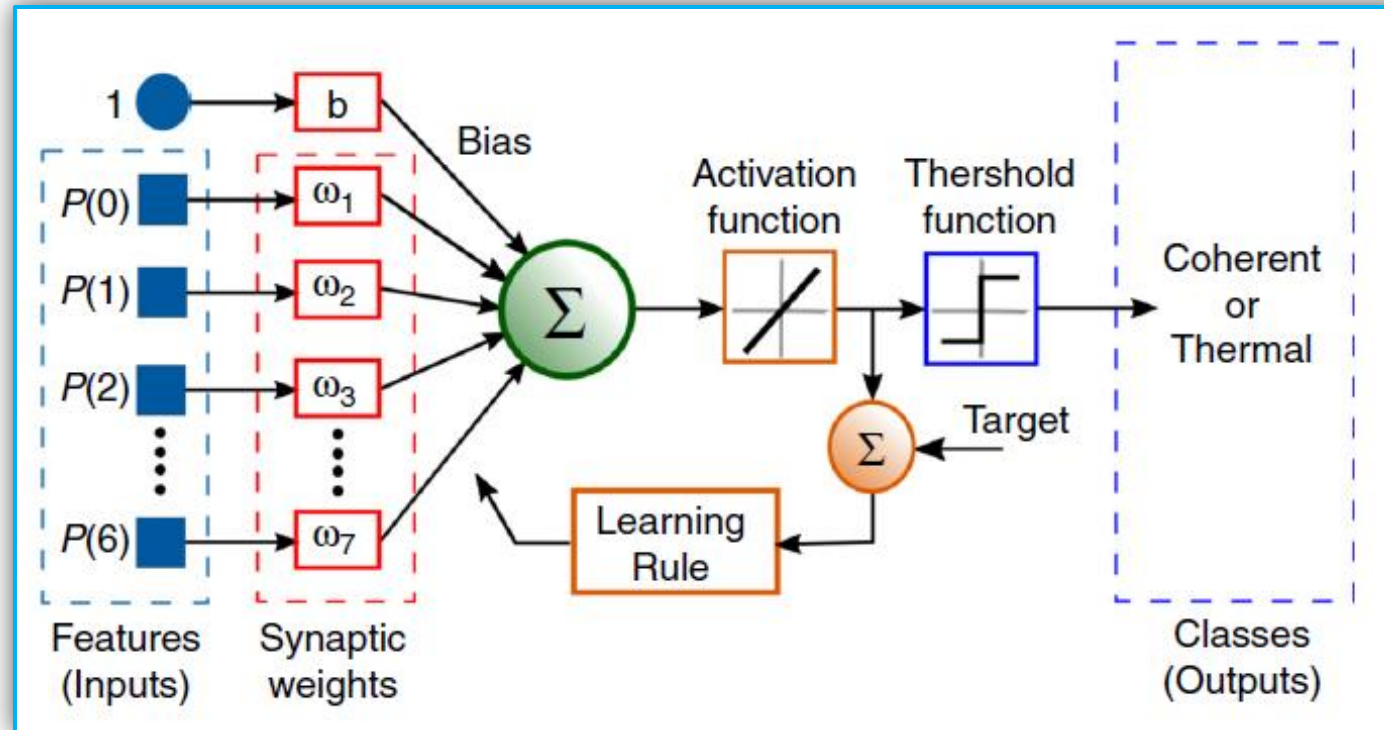 1
b
Bias
P(0)
ω1
P(1)
ω2
P(2)
ω3
P(6)
ω7
Σ
Activation
function
Thershold
function
Coherent
or
Thermal
Σ
Target
Learning
Rule
Features
(Inputs)
Synaptic
weights
Classes
(Outputs)